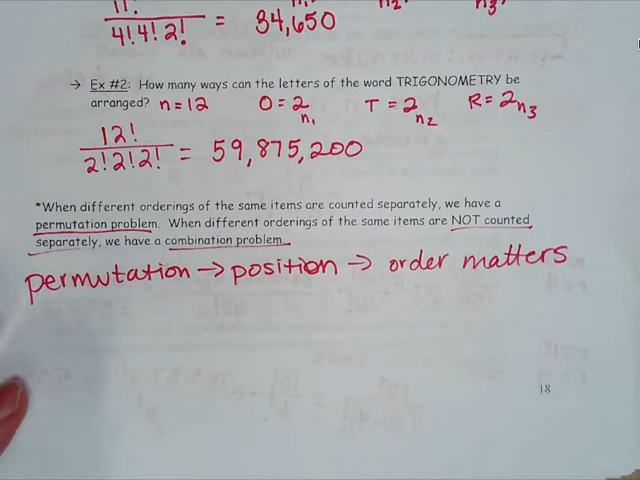 11!
4! 4! 2! = 34,650
n₂ n₃
→ Ex #2: How many ways can the letters of the word TRIGONOMETRY be
arranged? n = 12 O = 2 n₁ T = 2 n₂ R = 2 n₃
12!
2! 2! 2! = 59,875,200
*When different orderings of the same items are counted separately, we have a
permutation problem. When different orderings of the same items are NOT counted
separately, we have a combination problem.
permutation → position → order matters
18